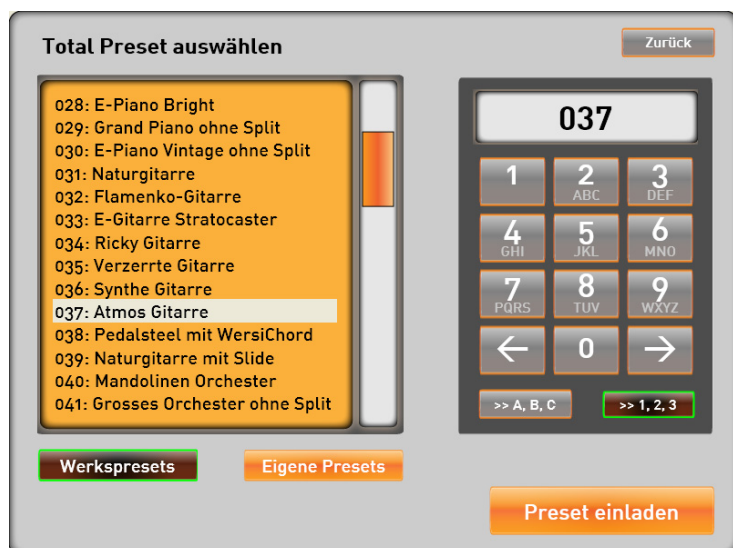 Total Preset auswählen
Zurück
028: E-Piano Bright
029: Grand Piano ohne Split
030: E-Piano Vintage ohne Split
031: Naturgitarre
032: Flamenko-Gitarre
033: E-Gitarre Stratocaster
034: Ricky Gitarre
035: Verzerrte Gitarre
036: Synthe Gitarre
037: Atmos Gitarre
038: Pedalsteel mit WersiChord
039: Naturgitarre mit Slide
040: Mandolinen Orchester
041: Grosses Orchester ohne Split
Werkspresets
Eigene Presets
037
1 2 3
ABC DEF
4 5 6
GHI JKL MNO
7 8 9
PQRS TUV WXYZ
← 0 →
>> A, B, C >> 1, 2, 3
Preset einladen